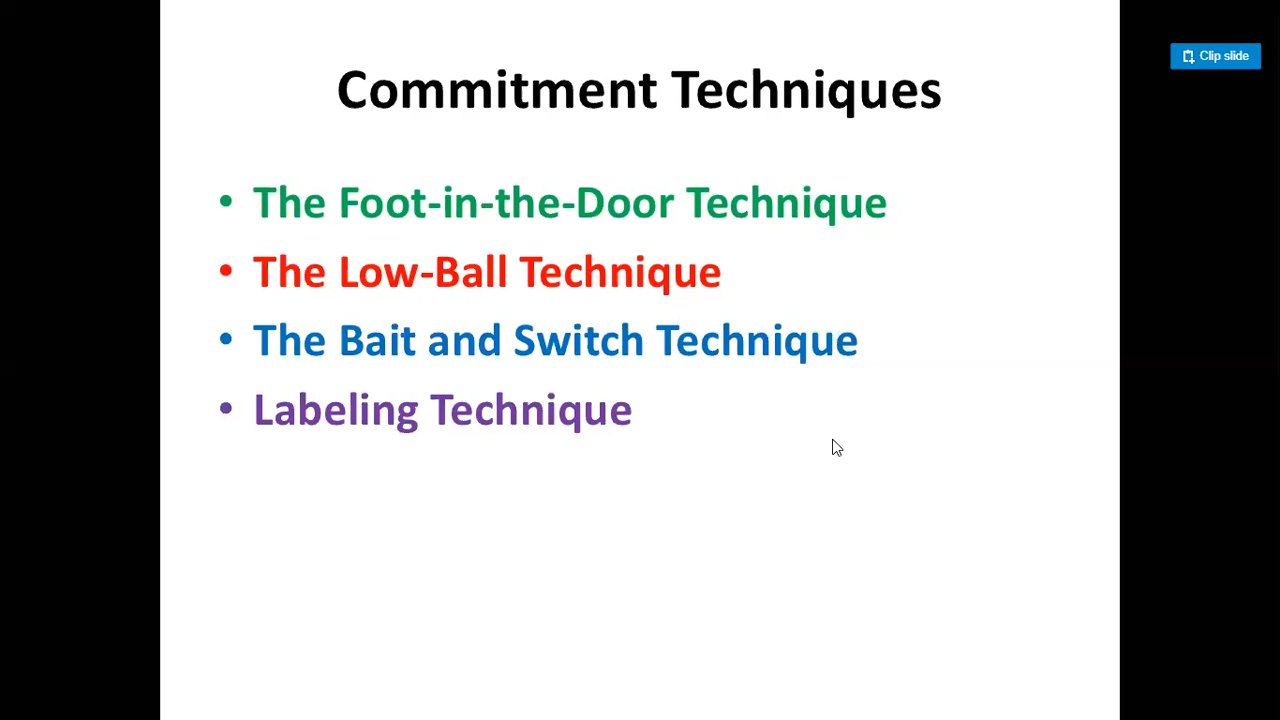 Clip slide
Commitment Techniques
• The Foot-in-the-Door Technique
• The Low-Ball Technique
• The Bait and Switch Technique
• Labeling Technique